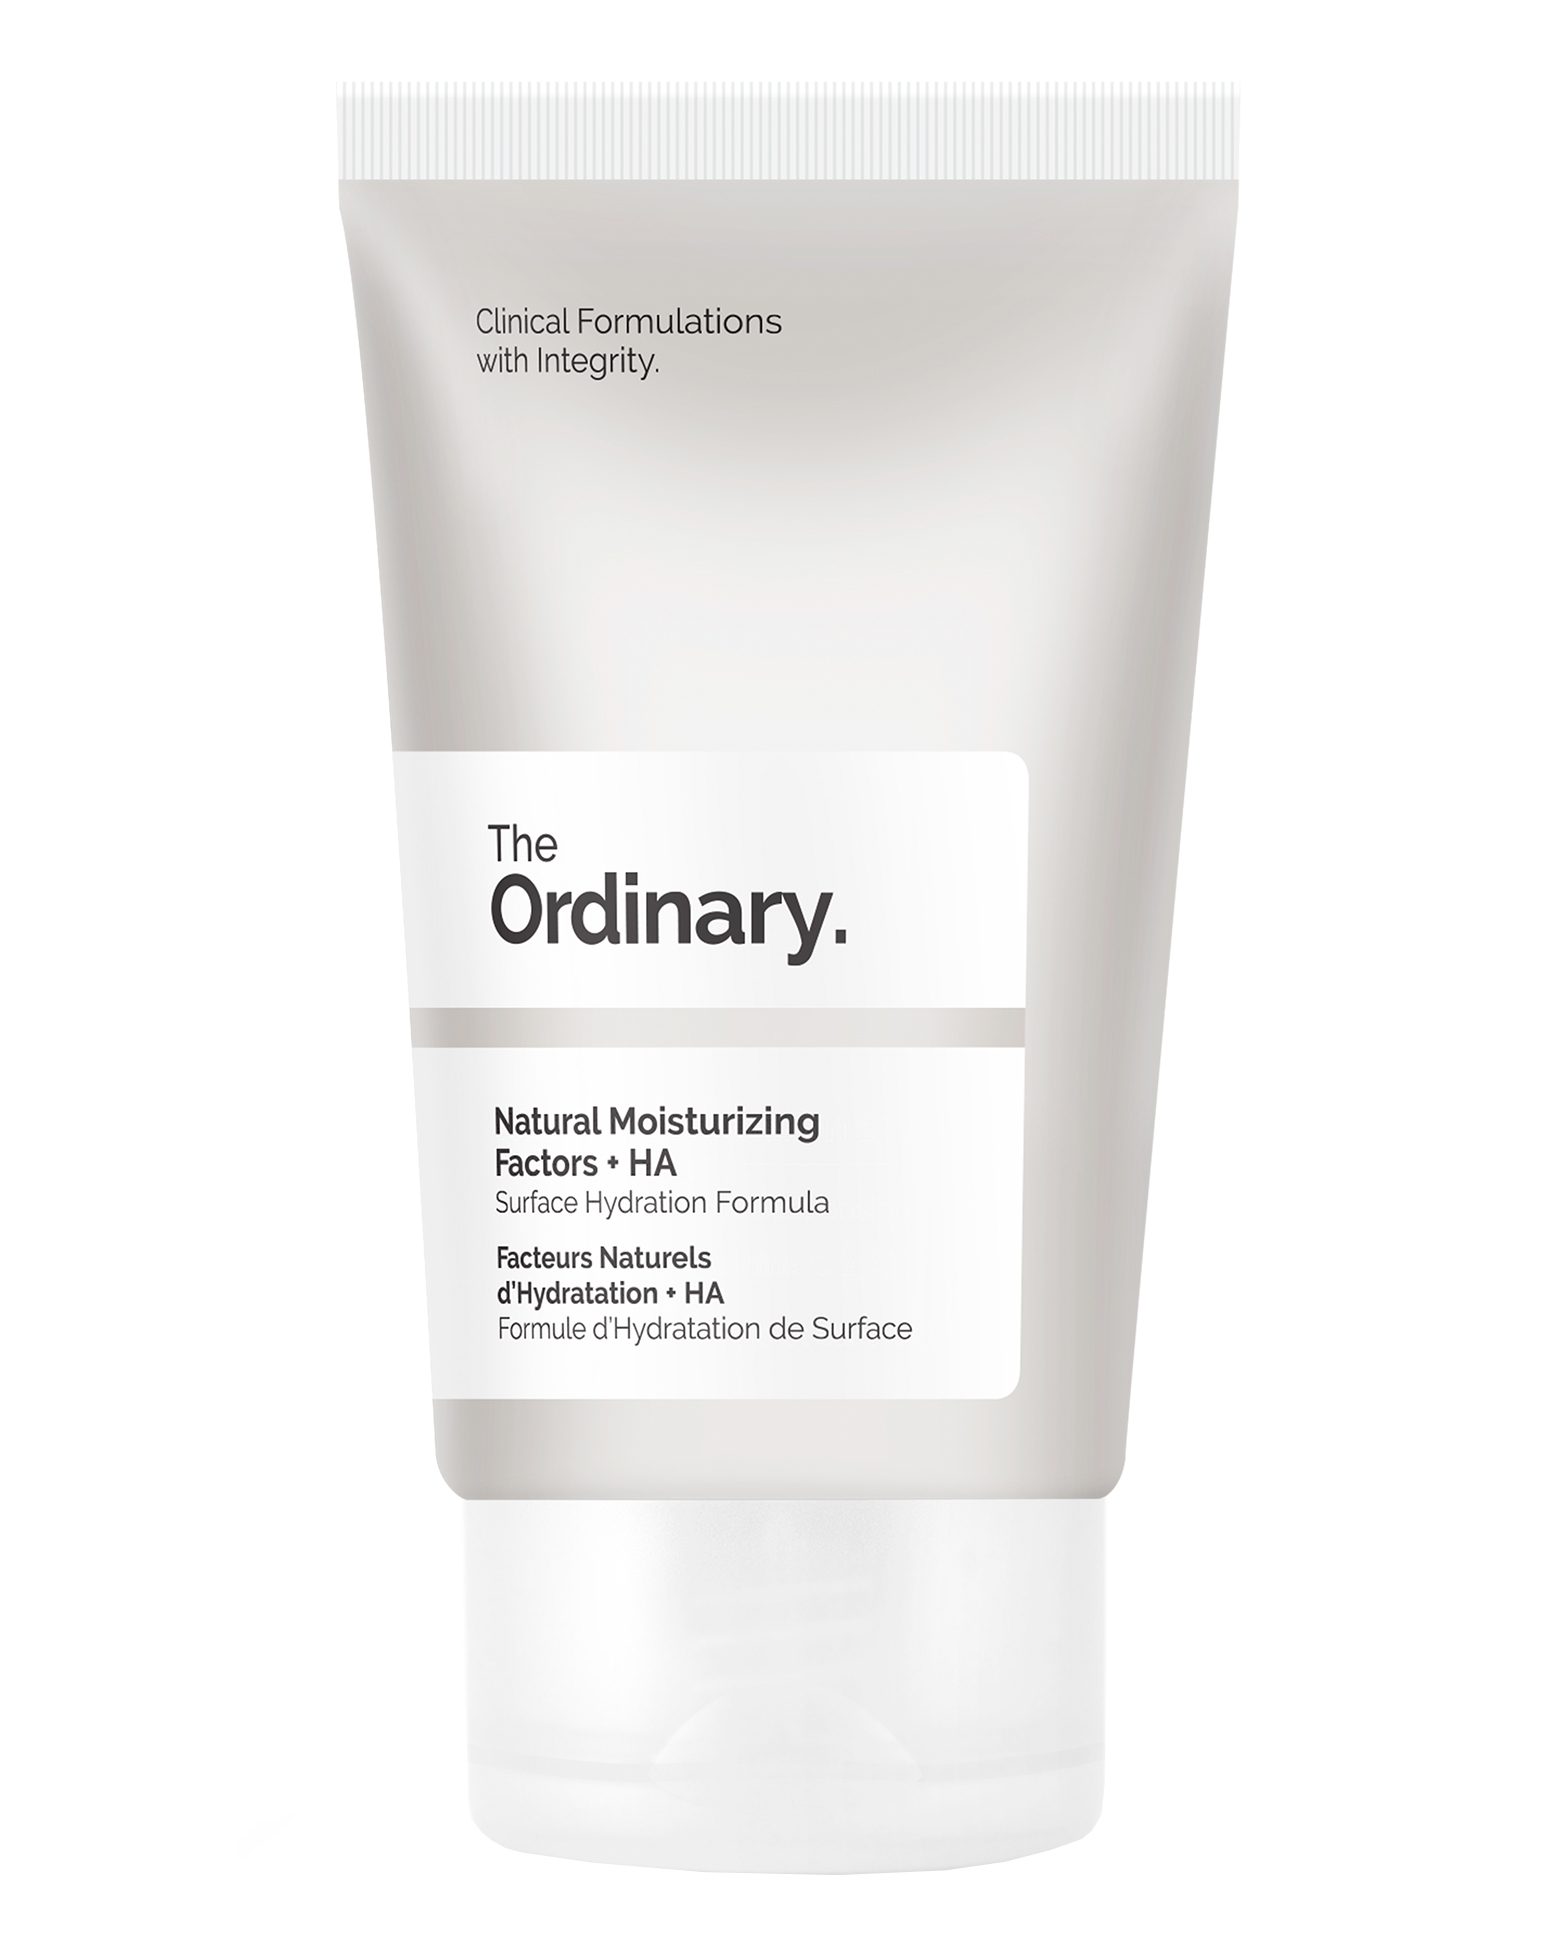 Clinical Formulations
with Integrity.
The
Ordinary.
Natural Moisturizing
Factors + HA
Surface Hydration Formula
Facteurs Naturels
d'Hydratation + HA
Formule d'Hydratation de Surface